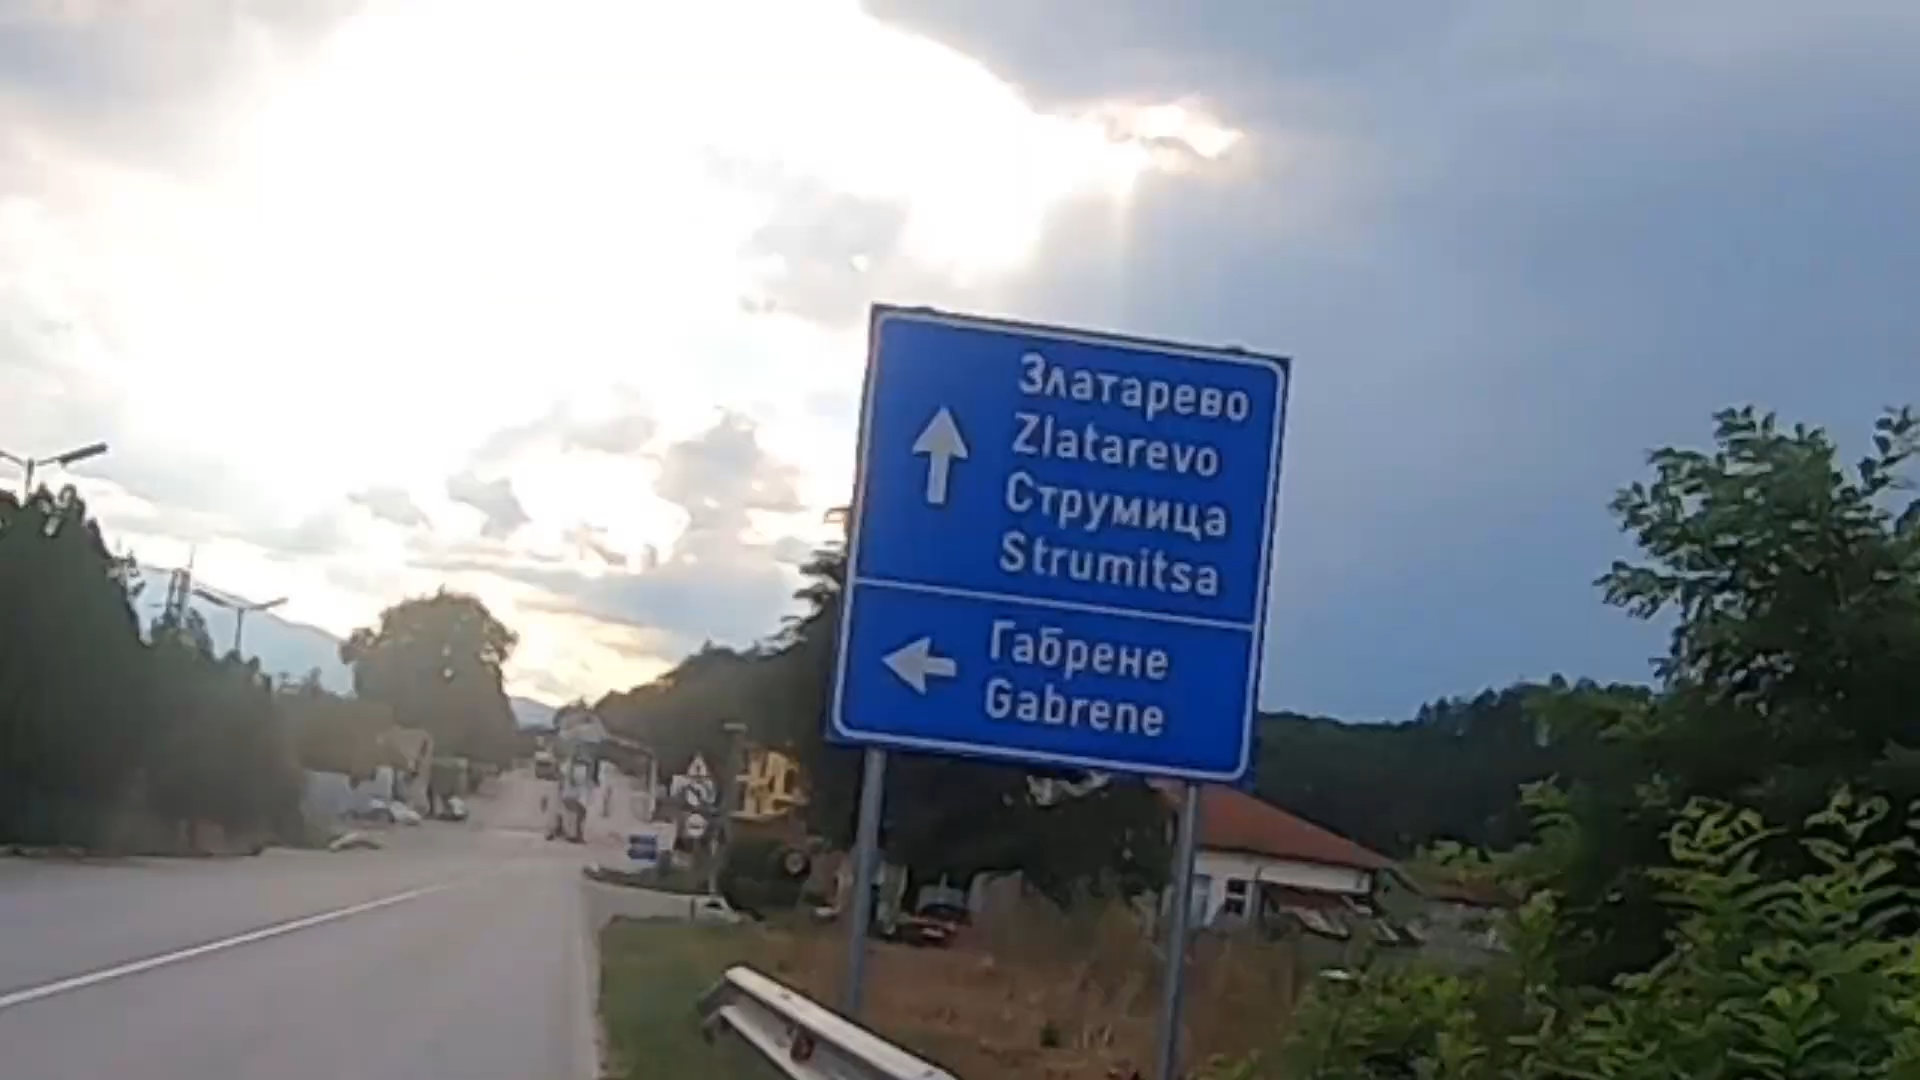 Златарево
Zlatarevo
Струмица
Strumitsa
Габрене
Gabrene